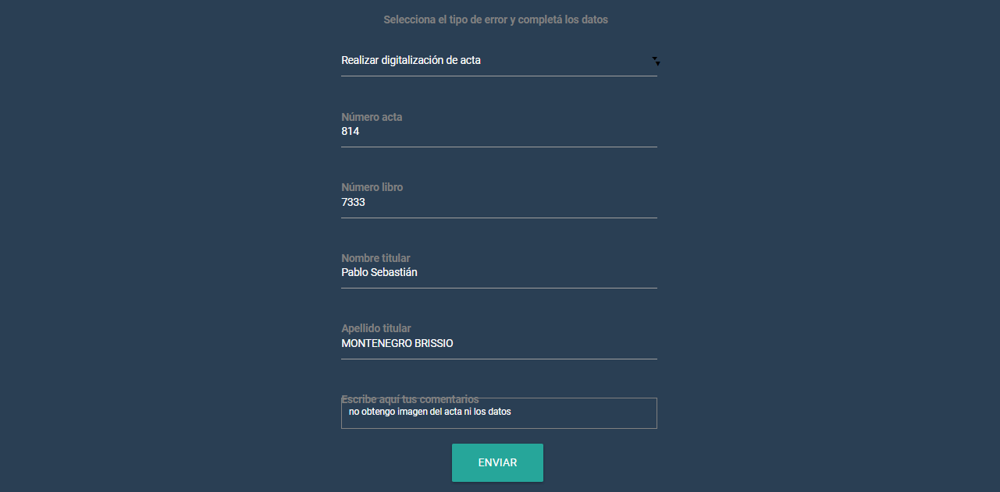 Selecciona el tipo de error y completá los datos
Realizar digitalización de acta
Número acta
814
Número libro
7333
Nombre titular
Pablo Sebastián
Apellido titular
MONTENEGRO BRISSIO
Escribe aquí tus comentarios
no obtengo imagen del acta ni los datos
ENVIAR